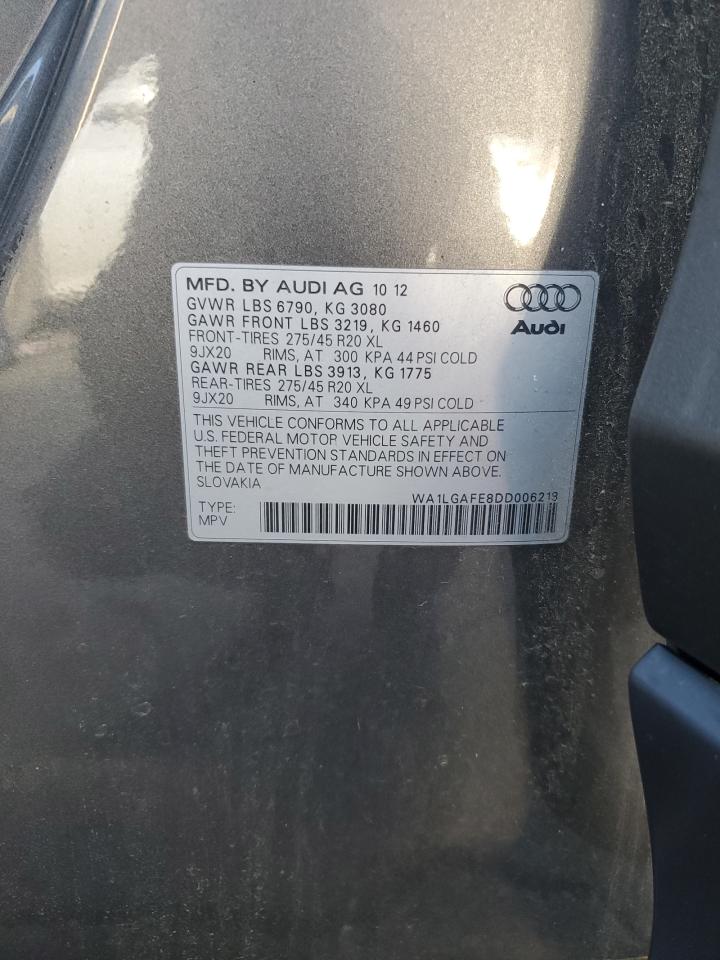 MFD. BY AUDI AG 10 12
GVWR LBS 6790, KG 3080
GAWR FRONT LBS 3219, KG 1460
FRONT-TIRES 275/45 R20 XL
9JX20 RIMS, AT 300 KPA 44 PSI COLD
GAWR REAR LBS 3913, KG 1775
REAR-TIRES 275/45 R20 XL
9JX20 RIMS, AT 340 KPA 49 PSI COLD
Audi
THIS VEHICLE CONFORMS TO ALL APPLICABLE
U.S. FEDERAL MOTOR VEHICLE SAFETY AND
THEFT PREVENTION STANDARDS IN EFFECT ON
THE DATE OF MANUFACTURE SHOWN ABOVE.
SLOVAKIA
WA1LGAFE8DD006213
TYPE:
MPV